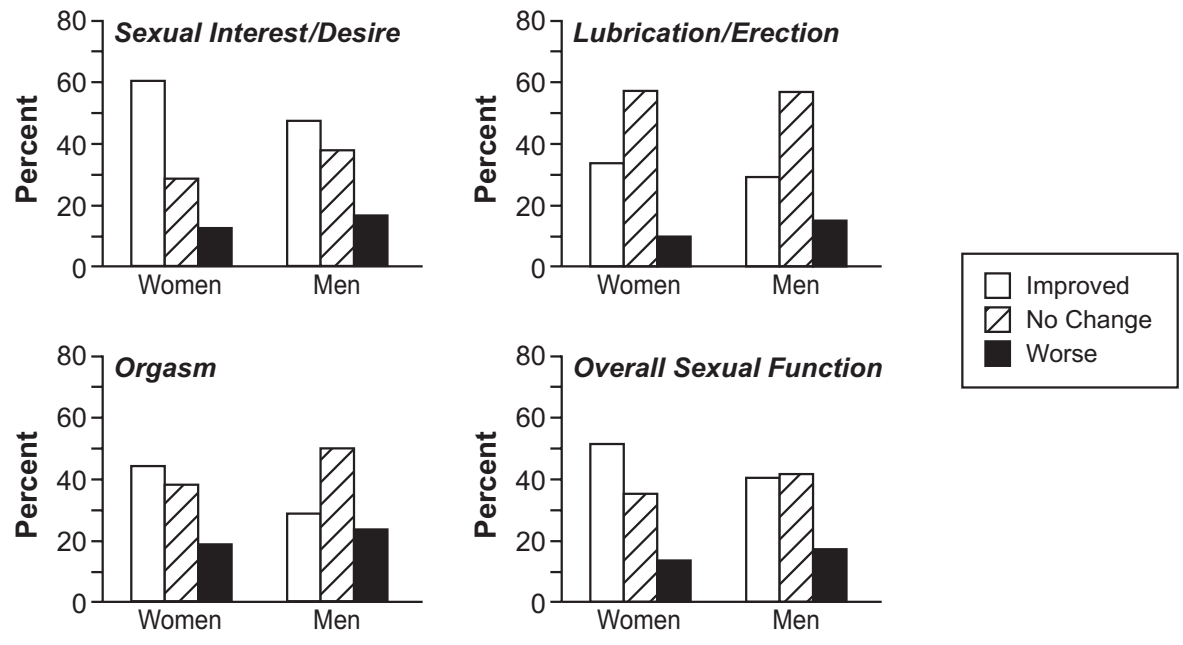 Sexual Interest/Desire
80
60
40
20
0
Percent
Women Men
Lubrication/Erection
80
60
40
20
0
Percent
Women Men
Orgasm
80
60
40
20
0
Percent
Women Men
Overall Sexual Function
80
60
40
20
0
Percent
Women Men
Improved
No Change
Worse